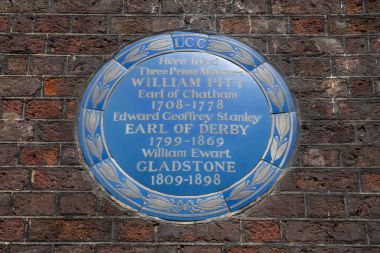 LCC
Here lived
Three Prime Ministers
WILLIAM PITT
Earl of Chatham
1708-1778
Edward Geoffrey Stanley
EARL OF DERBY
1799-1869
William Ewart
GLADSTONE
1809-1898